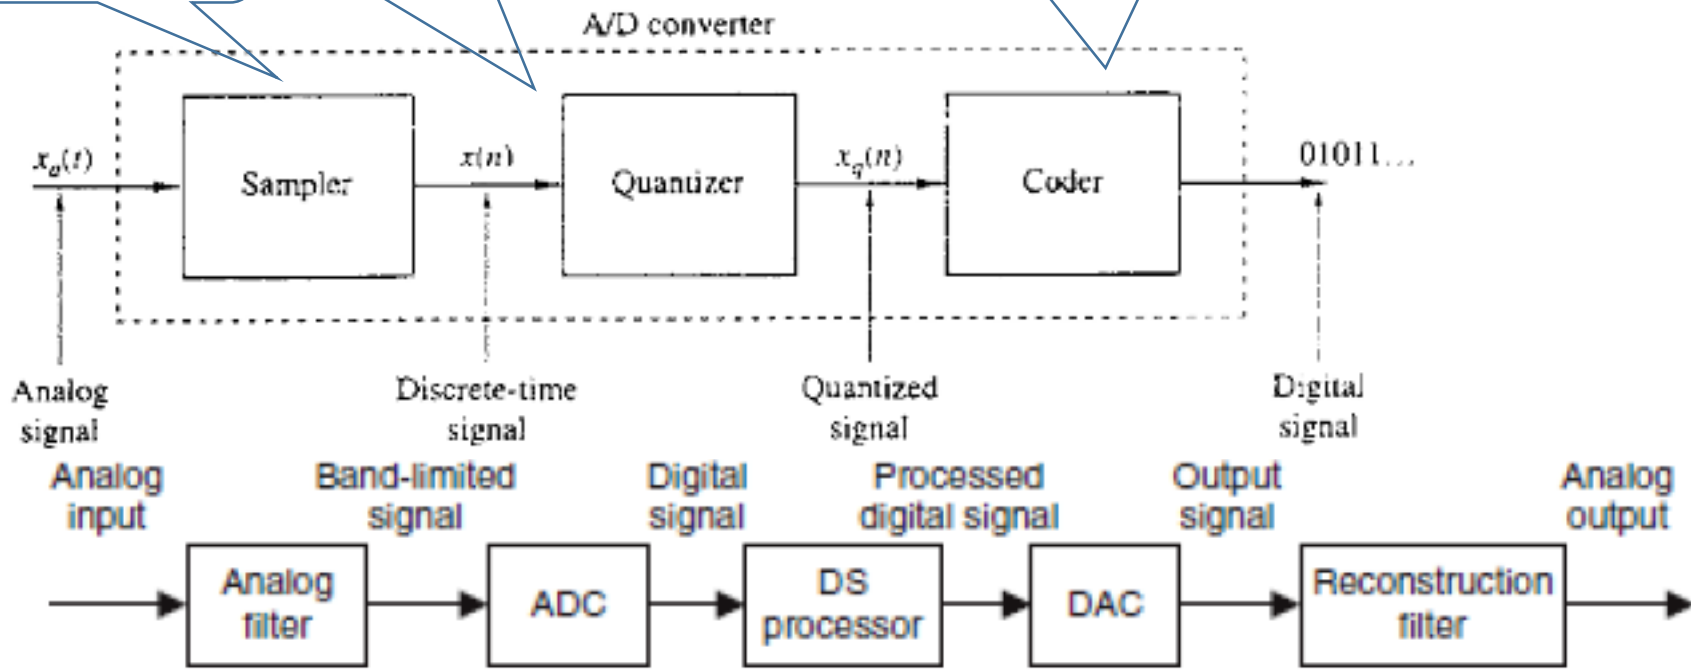 A/D converter
xₐ(t)
Sampler
x(n)
Quantizer
x_q(n)
Coder
01011...
Analog
signal
Discrete-time
signal
Quantized
signal
Digital
signal
Analog
input
Band-limited
signal
Digital
signal
Processed
digital signal
Output
signal
Analog
output
Analog
filter
ADC
DS
processor
DAC
Reconstruction
filter